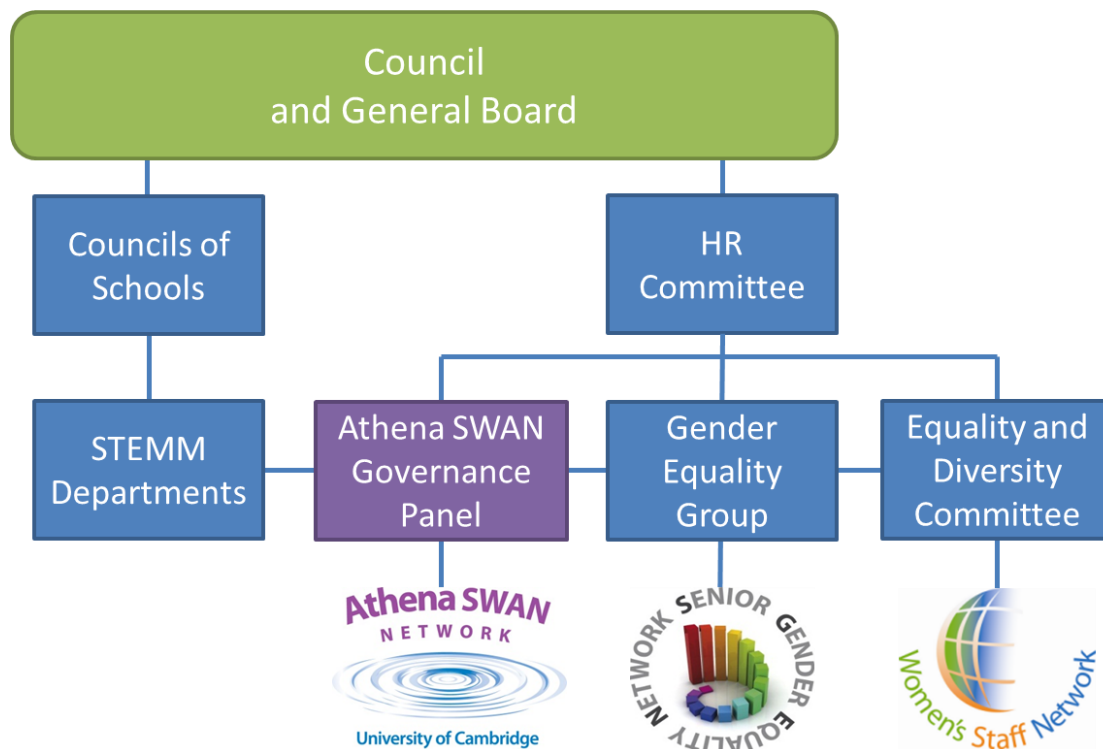 Council
and General Board
Councils of
Schools
HR
Committee
STEMM
Departments
Athena SWAN
Governance
Panel
Gender
Equality
Group
Equality and
Diversity
Committee
Athena SWAN
NETWORK
University of Cambridge
SENIOR GENDER EQUALITY NETWORK
Women's Staff Network